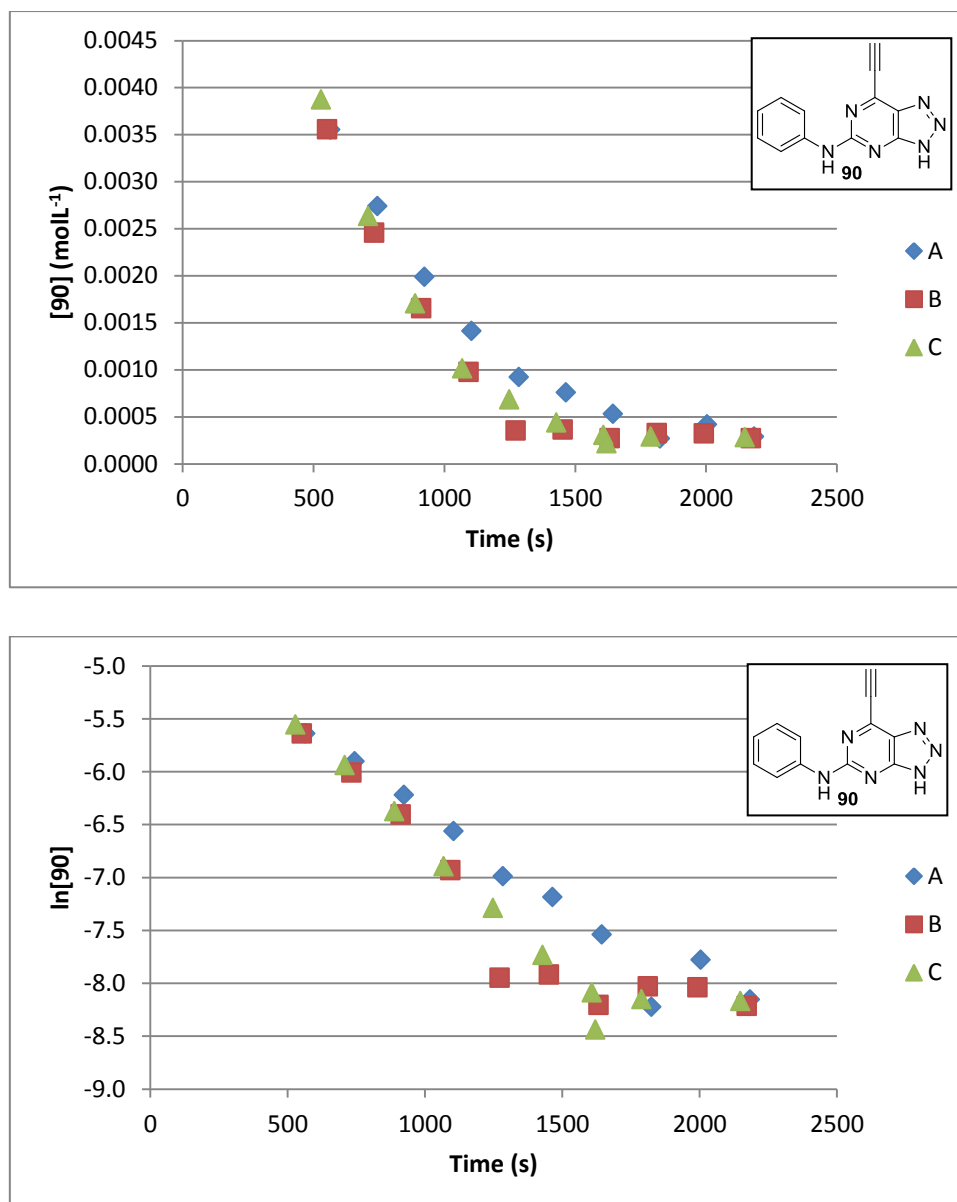 0.0045
0.0040
0.0035
0.0030
0.0025
0.0020
0.0015
0.0010
0.0005
0.0000
[90] (molL⁻¹)
0 500 1000 1500 2000 2500
Time (s)
N N N
N N N
H H
90
A
B
C
-5.0
-5.5
-6.0
-6.5
-7.0
-7.5
-8.0
-8.5
-9.0
ln[90]
0 500 1000 1500 2000 2500
Time (s)
N N N
N N N
H H
90
A
B
C